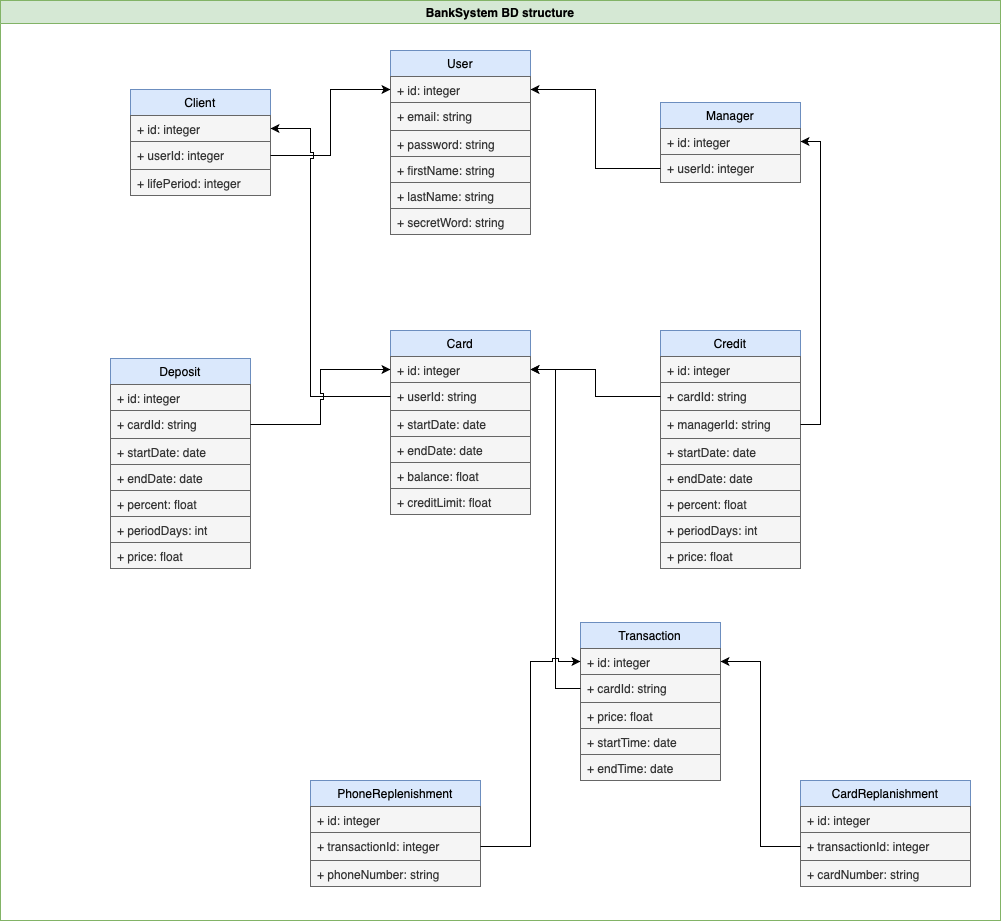 BankSystem BD structure
User
+ id: integer
+ email: string
+ password: string
+ firstName: string
+ lastName: string
+ secretWord: string
Client
+ id: integer
+ userId: integer
+ lifePeriod: integer
Manager
+ id: integer
+ userId: integer
Card
+ id: integer
+ userId: string
+ startDate: date
+ endDate: date
+ balance: float
+ creditLimit: float
Credit
+ id: integer
+ cardId: string
+ managerId: string
+ startDate: date
+ endDate: date
+ percent: float
+ periodDays: int
+ price: float
Deposit
+ id: integer
+ cardId: string
+ startDate: date
+ endDate: date
+ percent: float
+ periodDays: int
+ price: float
Transaction
+ id: integer
+ cardId: string
+ price: float
+ startTime: date
+ endTime: date
PhoneReplenishment
+ id: integer
+ transactionId: integer
+ phoneNumber: string
CardReplanishment
+ id: integer
+ transactionId: integer
+ cardNumber: string